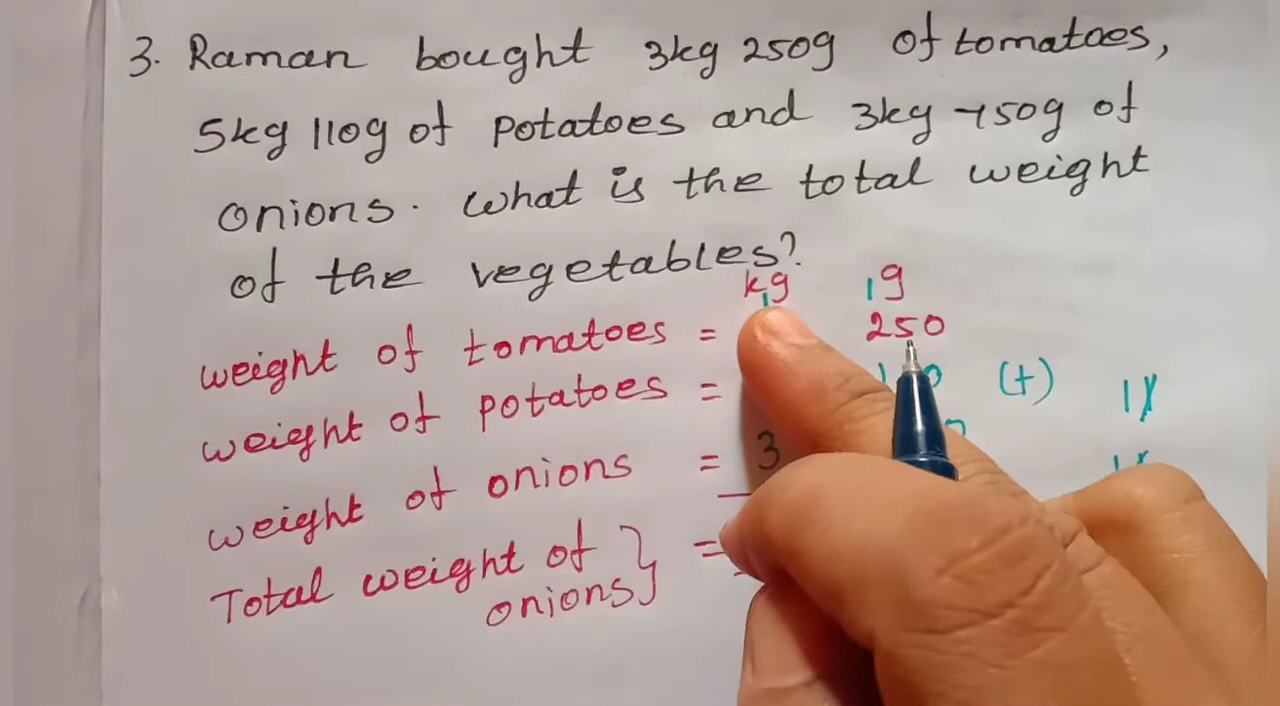 3. Raman bought 3kg 250g of tomatoes,
5kg 110g of potatoes and 3kg 750g of
onions. What is the total weight
of the vegetables?
kg 1g
1
weight of tomatoes = 250
weight of potatoes = (+)
weight of onions = 3
Total weight of } =
onions